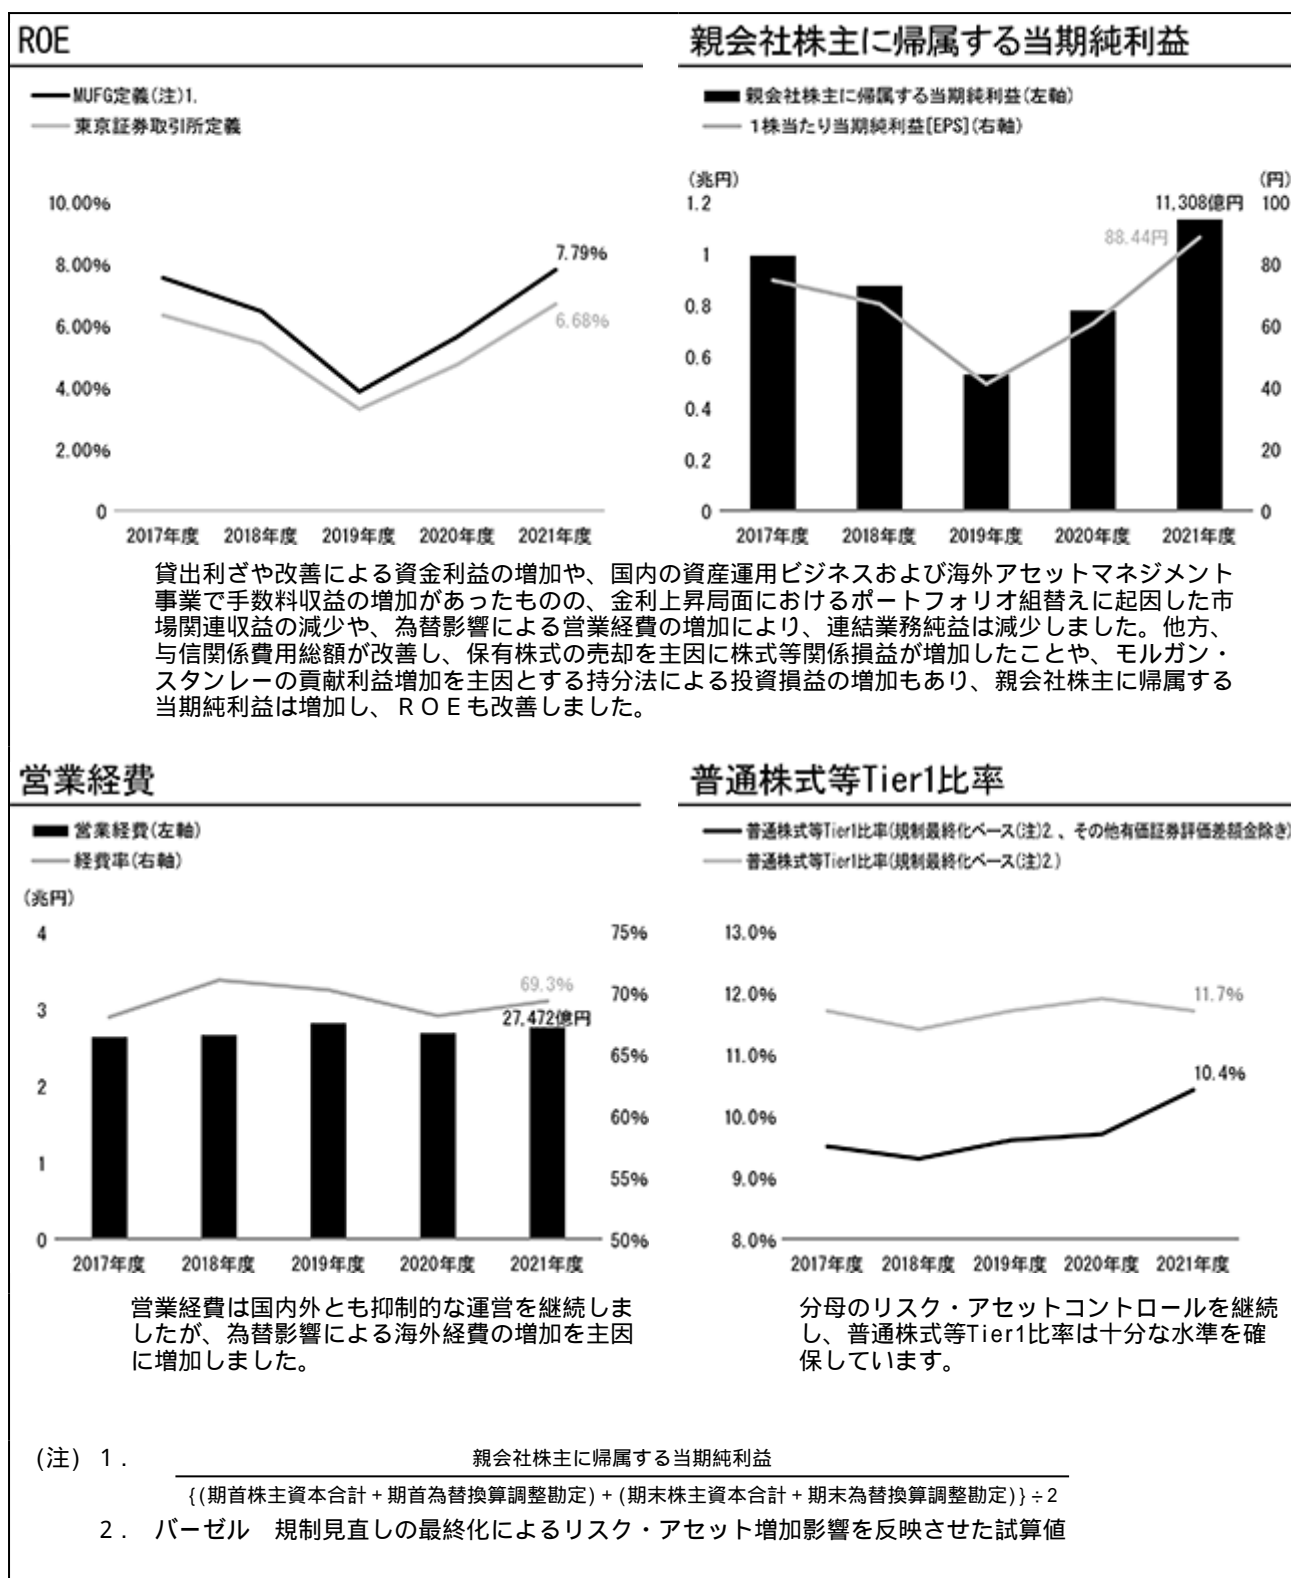 ROE
MUFG定義(注)1.
東京証券取引所定義
10.00%
8.00%
6.00%
4.00%
2.00%
0
7.79%
6.68%
2017年度 2018年度 2019年度 2020年度 2021年度
親会社株主に帰属する当期純利益
親会社株主に帰属する当期純利益(左軸)
1株当たり当期純利益[EPS](右軸)
(兆円)
1.2
1
0.8
0.6
0.4
0.2
0
(円)
100
80
60
40
20
0
11,308億円
88.44円
2017年度 2018年度 2019年度 2020年度 2021年度
貸出利ざや改善による資金利益の増加や、国内の資産運用ビジネスおよび海外アセットマネジメント
事業で手数料収益の増加があったものの、金利上昇局面におけるポートフォリオ組替えに起因した市
場関連収益の減少や、為替影響による営業経費の増加により、連結業務純益は減少しました。他方、
与信関係費用総額が改善し、保有株式の売却を主因に株式等関係損益が増加したことや、モルガン・
スタンレーの貢献利益増加を主因とする持分法による投資損益の増加もあり、親会社株主に帰属する
当期純利益は増加し、ROEも改善しました。
営業経費
営業経費(左軸)
経費率(右軸)
(兆円)
4
3
2
1
0
75%
70%
65%
60%
55%
50%
69.3%
27,472億円
2017年度 2018年度 2019年度 2020年度 2021年度
営業経費は国内外とも抑制的な運営を継続しま
したが、為替影響による海外経費の増加を主因
に増加しました。
普通株式等Tier1比率
普通株式等Tier1比率(規制最終化ベース(注)2.、その他有価証券評価差額金除き)
普通株式等Tier1比率(規制最終化ベース(注)2.)
13.0%
12.0%
11.0%
10.0%
9.0%
8.0%
11.7%
10.4%
2017年度 2018年度 2019年度 2020年度 2021年度
分母のリスク・アセットコントロールを継続
し、普通株式等Tier1比率は十分な水準を確
保しています。
(注) 1. 親会社株主に帰属する当期純利益
{(期首株主資本合計+期首為替換算調整勘定)+(期末株主資本合計+期末為替換算調整勘定)}÷2
2. バーゼル 規制見直しの最終化によるリスク・アセット増加影響を反映させた試算値